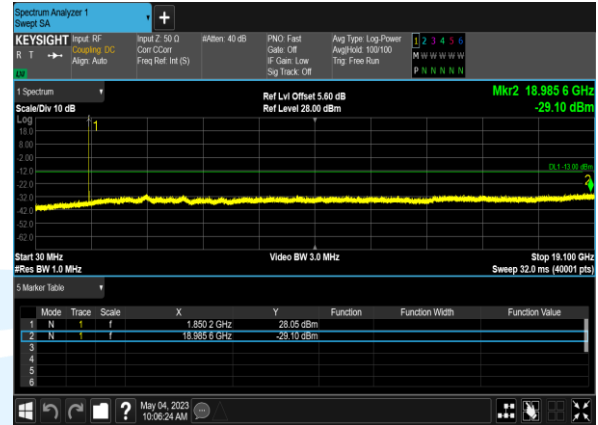 Spectrum Analyzer 1
Swept SA
KEYSIGHT Input: RF Input Z: 50 Ω #Atten: 40 dB PNO: Fast Avg Type: Log-Power 1 2 3 4 5 6
R T Coupling: DC Corr CCorr Gate: Off Avg|Hold: 100/100 M W W W W W
Align: Auto Freq Ref: Int (S) IF Gain: Low Trig: Free Run P N N N N N
LW Sig Track: Off
1 Spectrum Ref Lvl Offset 5.60 dB Mkr2 18.985 6 GHz
Scale/Div 10 dB Ref Level 28.00 dBm -29.10 dBm
Log
1
18.0
8.00
-2.00
-12.0 DL1 -13.00 dBm
-22.0 2
-32.0
-42.0
-52.0
-62.0
Start 30 MHz Video BW 3.0 MHz Stop 19.100 GHz
#Res BW 1.0 MHz Sweep 32.0 ms (40001 pts)
5 Marker Table
Mode Trace Scale X Y Function Function Width Function Value
1 N 1 f 1.850 2 GHz 28.05 dBm
2 N 1 f 18.985 6 GHz -29.10 dBm
3
4
5
6
? May 04, 2023
10:06:24 AM